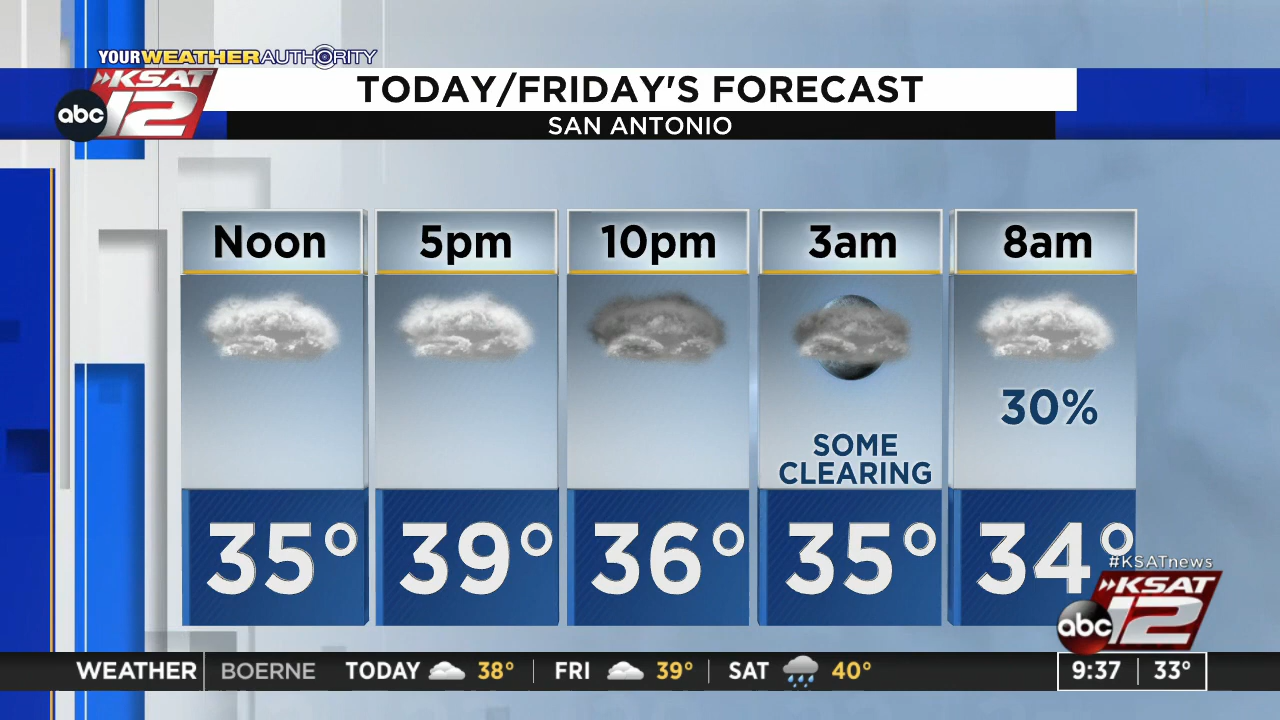 YOURWEATHERAUTHORITY
KSAT
abc 12
TODAY/FRIDAY'S FORECAST
SAN ANTONIO
Noon 5pm 10pm 3am 8am
30%
SOME
CLEARING
35° 39° 36° 35° 34°
#KSATnews
KSAT
abc 12
WEATHER BOERNE TODAY 38° FRI 39° SAT 40° 9:37 33°